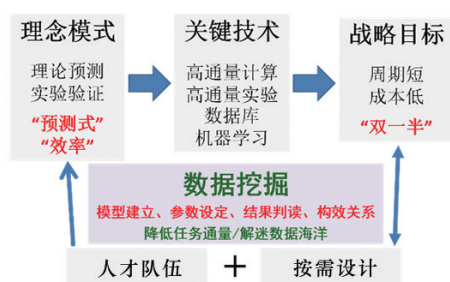 理念模式
理论预测
实验验证
“预测式”
“效率”
关键技术
高通量计算
高通量实验
数据库
机器学习
战略目标
周期短
成本低
“双一半”
数据挖掘
模型建立、参数设定、结果判读、构效关系
降低任务通量/解迷数据海洋
人才队伍
+
按需设计